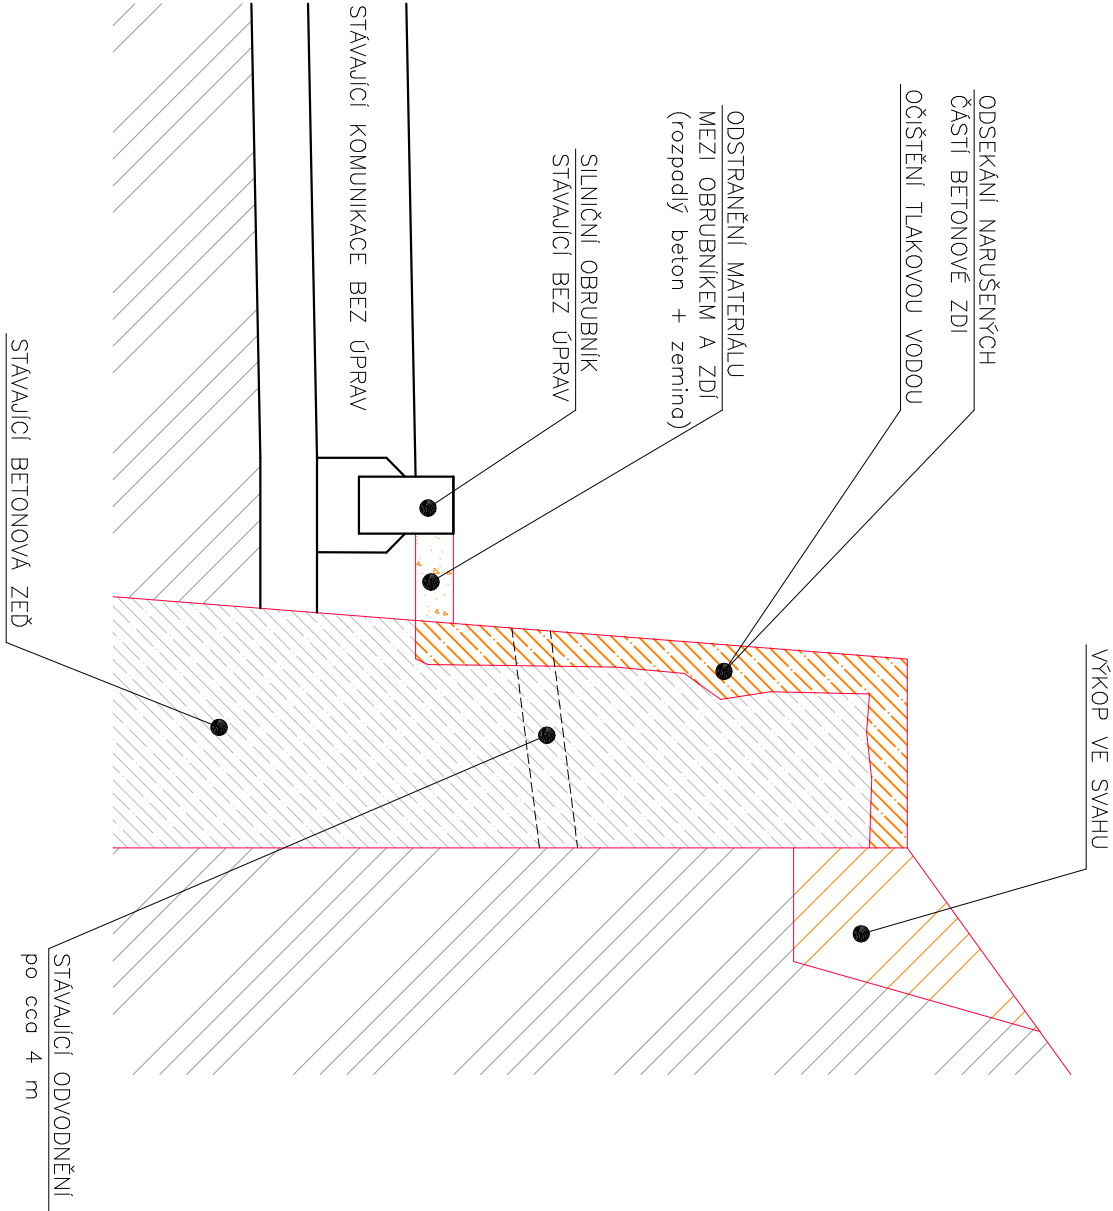 VÝKOP VE SVAHU
ODSEKÁNÍ NARUŠENÝCH
ČÁSTÍ BETONOVÉ ZDI
OČIŠTĚNÍ TLAKOVOU VODOU
ODSTRANĚNÍ MATERIÁLU
MEZI OBRUBNÍKEM A ZDÍ
(rozpadlý beton + zemina)
SILNIČNÍ OBRUBNÍK
STÁVAJÍCÍ BEZ ÚPRAV
STÁVAJÍCÍ KOMUNIKACE BEZ ÚPRAV
STÁVAJÍCÍ BETONOVÁ ZEĎ
STÁVAJÍCÍ ODVODNĚNÍ
po cca 4 m